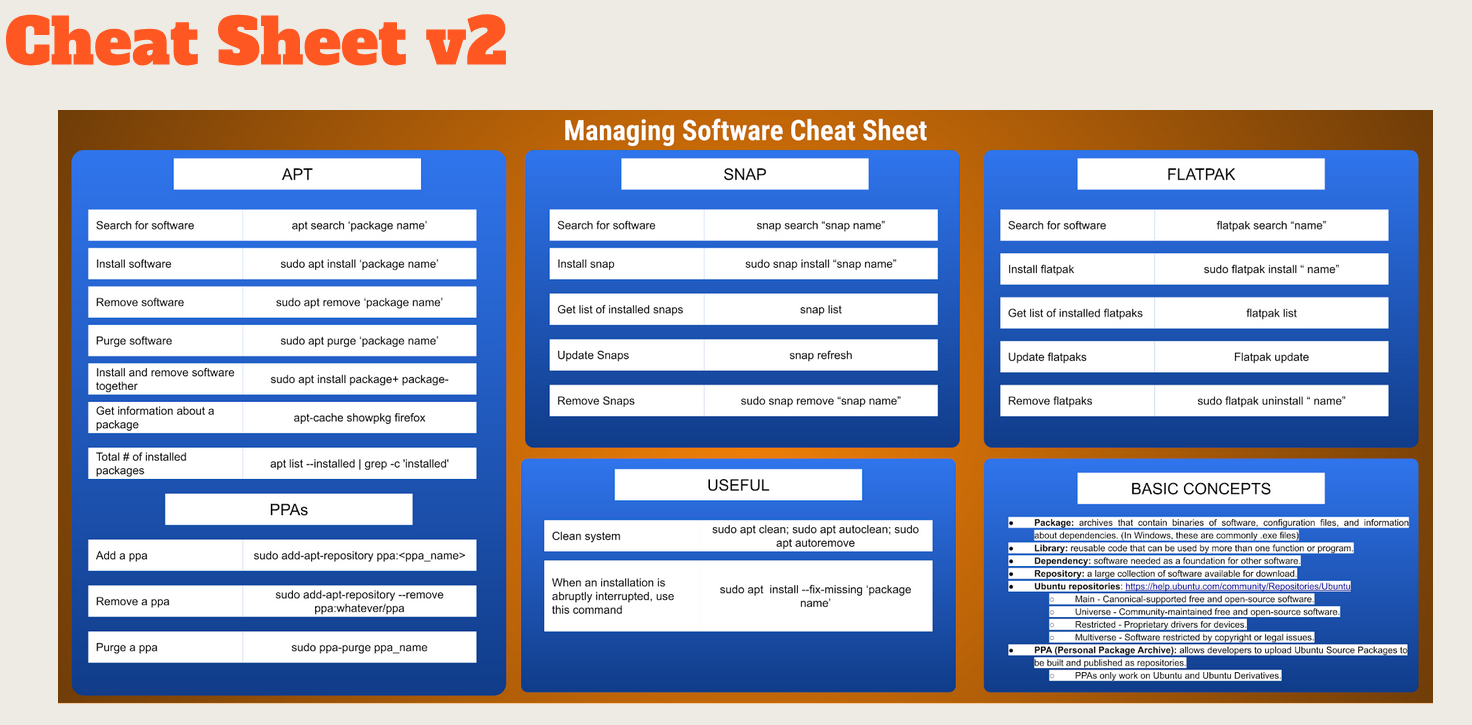 Cheat Sheet v2
Managing Software Cheat Sheet
APT
Search for software apt search ‘package name’
Install software sudo apt install ‘package name’
Remove software sudo apt remove ‘package name’
Purge software sudo apt purge ‘package name’
Install and remove software
together
sudo apt install package+ package-
Get information about a
package
apt-cache showpkg firefox
Total # of installed
packages
apt list --installed | grep -c 'installed'
PPAs
Add a ppa sudo add-apt-repository ppa:<ppa_name>
Remove a ppa
sudo add-apt-repository --remove
ppa:whatever/ppa
Purge a ppa sudo ppa-purge ppa_name
SNAP
Search for software snap search “snap name”
Install snap sudo snap install “snap name”
Get list of installed snaps snap list
Update Snaps snap refresh
Remove Snaps sudo snap remove “snap name”
FLATPAK
Search for software flatpak search “name”
Install flatpak sudo flatpak install “ name”
Get list of installed flatpaks flatpak list
Update flatpaks Flatpak update
Remove flatpaks sudo flatpak uninstall “ name”
USEFUL
Clean system
sudo apt clean; sudo apt autoclean; sudo
apt autoremove
When an installation is
abruptly interrupted, use
this command
sudo apt  install --fix-missing ‘package
name’
BASIC CONCEPTS
● Package: archives that contain binaries of software, configuration files, and information
about dependencies. (In Windows, these are commonly .exe files)
● Library: reusable code that can be used by more than one function or program.
● Dependency: software needed as a foundation for other software.
● Repository: a large collection of software available for download.
● Ubuntu repositories: https://help.ubuntu.com/community/Repositories/Ubuntu
○ Main - Canonical-supported free and open-source software.
○ Universe - Community-maintained free and open-source software.
○ Restricted - Proprietary drivers for devices.
○ Multiverse - Software restricted by copyright or legal issues.
● PPA (Personal Package Archive): allows developers to upload Ubuntu Source Packages to
be built and published as repositories.
○ PPAs only work on Ubuntu and Ubuntu Derivatives.